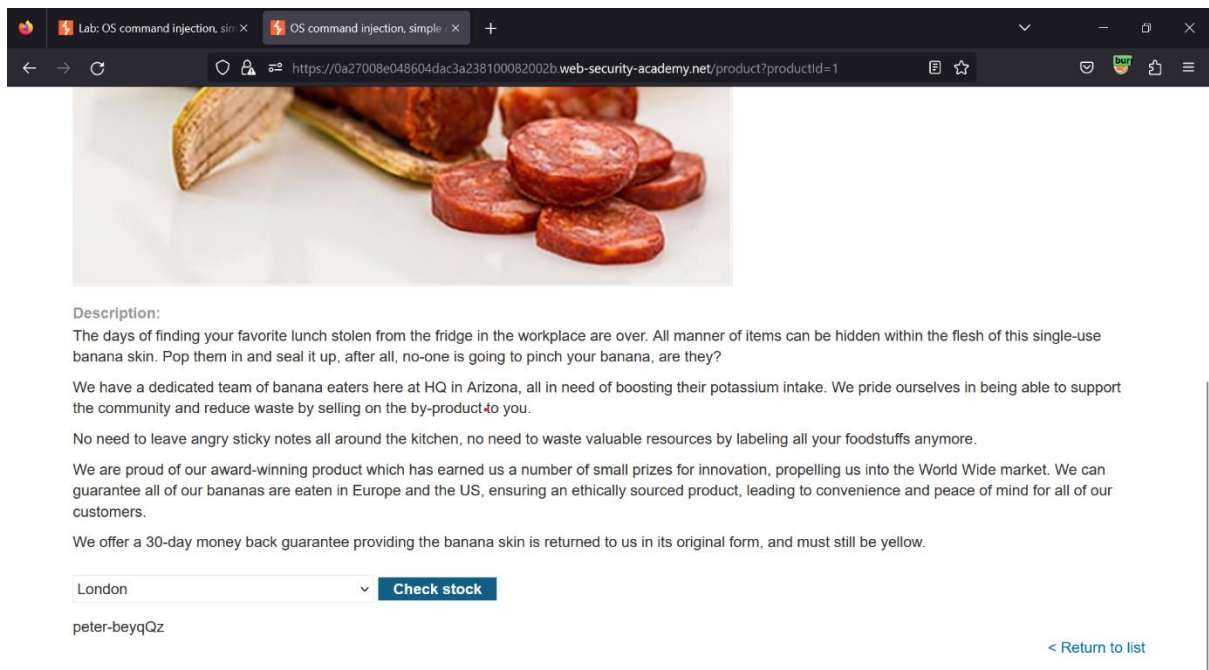 Lab: OS command injection, sim
OS command injection, simple c
https://0a27008e048604dac3a238100082002b.web-security-academy.net/product?productId=1
burp
Description:
The days of finding your favorite lunch stolen from the fridge in the workplace are over. All manner of items can be hidden within the flesh of this single-use
banana skin. Pop them in and seal it up, after all, no-one is going to pinch your banana, are they?
We have a dedicated team of banana eaters here at HQ in Arizona, all in need of boosting their potassium intake. We pride ourselves in being able to support
the community and reduce waste by selling on the by-product to you.
No need to leave angry sticky notes all around the kitchen, no need to waste valuable resources by labeling all your foodstuffs anymore.
We are proud of our award-winning product which has earned us a number of small prizes for innovation, propelling us into the World Wide market. We can
guarantee all of our bananas are eaten in Europe and the US, ensuring an ethically sourced product, leading to convenience and peace of mind for all of our
customers.
We offer a 30-day money back guarantee providing the banana skin is returned to us in its original form, and must still be yellow.
London
Check stock
peter-beyqQz
< Return to list